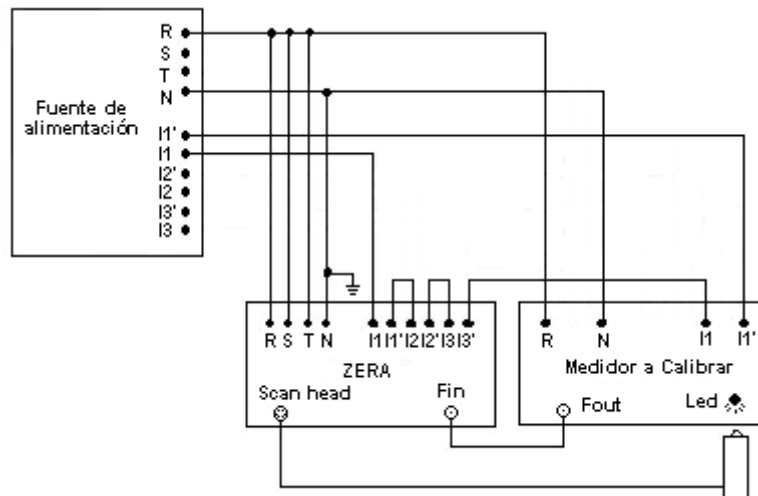 R
S
T
N
Fuente de
alimentación
I1'
I1
I2'
I2
I3'
I3
R S T N I1 I1' I2 I2' I3 I3'
ZERA
Scan head
Fin
R N I1 I1'
Medidor a Calibrar
Fout
Led